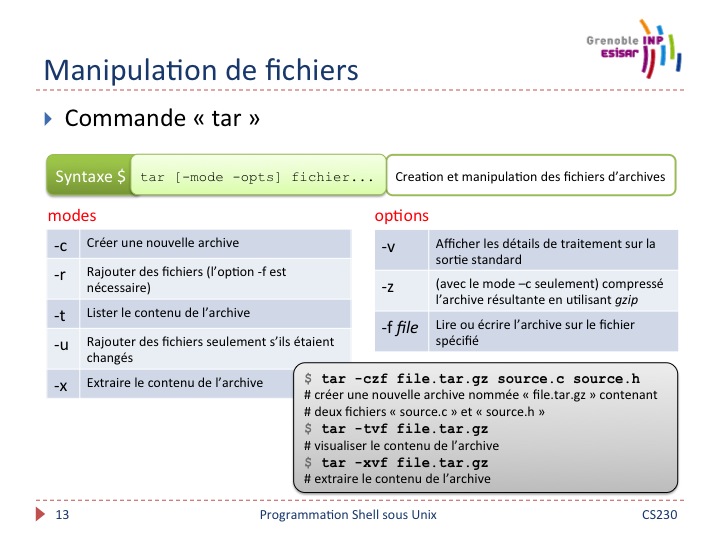 Grenoble INP
ESISAR
Manipulation de fichiers
Commande « tar »
Syntaxe $ tar [-mode -opts] fichier... Creation et manipulation des fichiers d’archives
modes
-c Créer une nouvelle archive
-r Rajouter des fichiers (l’option -f est
nécessaire)
-t Lister le contenu de l’archive
-u Rajouter des fichiers seulement s’ils étaient
changés
-x Extraire le contenu de l’archive
options
-v Afficher les détails de traitement sur la
sortie standard
-z (avec le mode –c seulement) compressé
l’archive résultante en utilisant gzip
-f file Lire ou écrire l’archive sur le fichier
spécifié
$ tar -czf file.tar.gz source.c source.h
# créer une nouvelle archive nommée « file.tar.gz » contenant
# deux fichiers « source.c » et « source.h »
$ tar -tvf file.tar.gz
# visualiser le contenu de l’archive
$ tar -xvf file.tar.gz
# extraire le contenu de l’archive
13 Programmation Shell sous Unix CS230